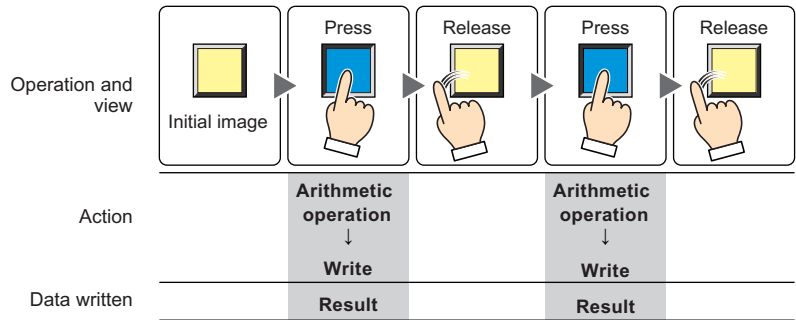 Press
Release
Press
Release
Operation and
view
Initial image
Action
Arithmetic
operation
↓
Write
Arithmetic
operation
↓
Write
Data written
Result
Result